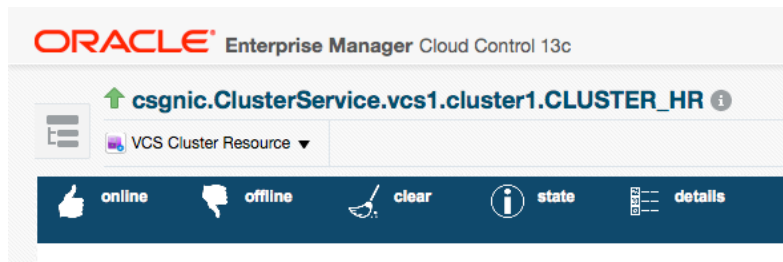 ORACLE Enterprise Manager Cloud Control 13c
csgnic.ClusterService.vcs1.cluster1.CLUSTER_HR
VCS Cluster Resource
online offline clear state details